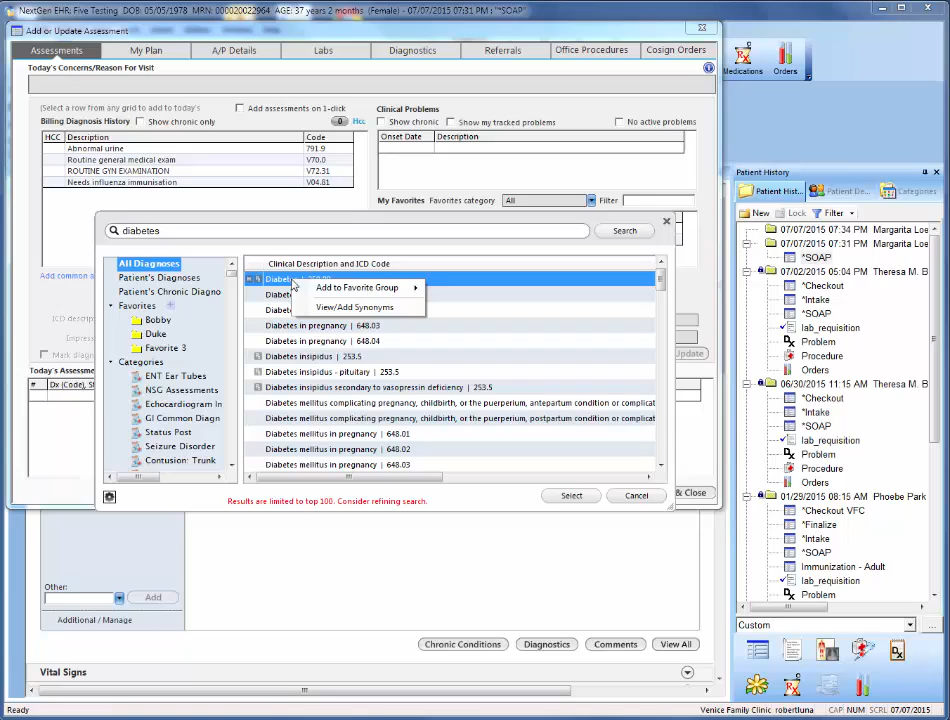 NextGen EHR: Five Testing DOB: 05/05/1978 MRN: 000020022964 AGE: 37 years 2 months (Female) - 07/07/2015 07:31 PM : "*SOAP"
Add or Update Assessment
Assessments My Plan A/P Details Labs Diagnostics Referrals Office Procedures Cosign Orders
Medications Orders
Today's Concerns/Reason For Visit
(Select a row from any grid to add to today's
Add assessments on 1-click
Clinical Problems
Billing Diagnosis History Show chronic only 0 Hcc
Show chronic Show my tracked problems No active problems
HCC Description Code
Onset Date Description
Abnormal urine 791.9
Routine general medical exam V70.0
ROUTINE GYN EXAMINATION V72.31
Needs influenza immunisation V04.81
My Favorites Favorites category All Filter
diabetes
Search
All Diagnoses
Patient's Diagnoses
Patient's Chronic Diagno
Favorites
Bobby
Duke
Favorite 3
Categories
ENT Ear Tubes
NSG Assessments
Echocardiogram In
GI Common Diagn
Status Post
Seizure Disorder
Contusion: Trunk
Clinical Description and ICD Code
Add to Favorite Group
View/Add Synonyms
Diabetes in pregnancy | 648.03
Diabetes in pregnancy | 648.04
Diabetes insipidus | 253.5
Diabetes insipidus - pituitary | 253.5
Diabetes insipidus secondary to vasopressin deficiency | 253.5
Diabetes mellitus complicating pregnancy, childbirth, or the puerperium, antepartum condition or complicat
Diabetes mellitus complicating pregnancy, childbirth, or the puerperium, postpartum condition or complicat
Diabetes mellitus in pregnancy | 648.01
Diabetes mellitus in pregnancy | 648.02
Diabetes mellitus in pregnancy | 648.03
Results are limited to top 100. Consider refining search.
Select Cancel
Add common a
ICD descrip
Impres
Mark diagn
Today's Assessme
# Dx (Code), St
Update
& Close
Other:
Add
Additional / Manage
Chronic Conditions Diagnostics Comments View All
Vital Signs
Patient History
Patient Hist... Patient De... Categories
New Lock Filter
07/07/2015 07:34 PM Margarita Loe
07/07/2015 07:31 PM Margarita Loe
*SOAP
07/02/2015 05:04 PM Theresa M. B
*Checkout
*Intake
*SOAP
lab_requisition
Problem
Procedure
Orders
06/30/2015 11:15 AM Theresa M. B
*Checkout
*Intake
*SOAP
lab_requisition
Problem
Procedure
Orders
01/29/2015 08:15 AM Phoebe Park
*Checkout VFC
*Finalize
*Intake
*SOAP
Immunization - Adult
lab_requisition
Problem
Custom
...
Ready
Venice Family Clinic robertluna CAP NUM SCRL 07/07/2015